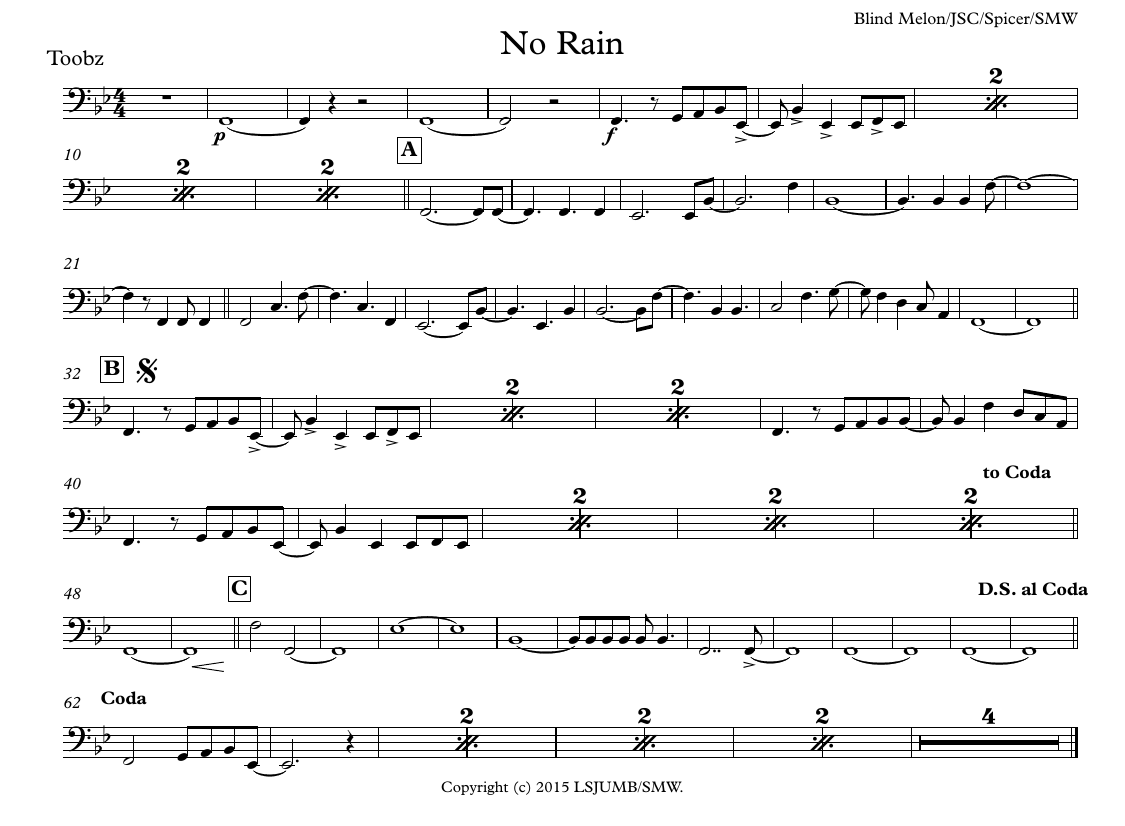 Blind Melon/JSC/Spicer/SMW
No Rain
Toobz
2
p
f
10
2
2
A
21
32
B
2
2
40
to Coda
2
2
2
48
C
D.S. al Coda
62
Coda
2
2
2
4
Copyright (c) 2015 LSJUMB/SMW.